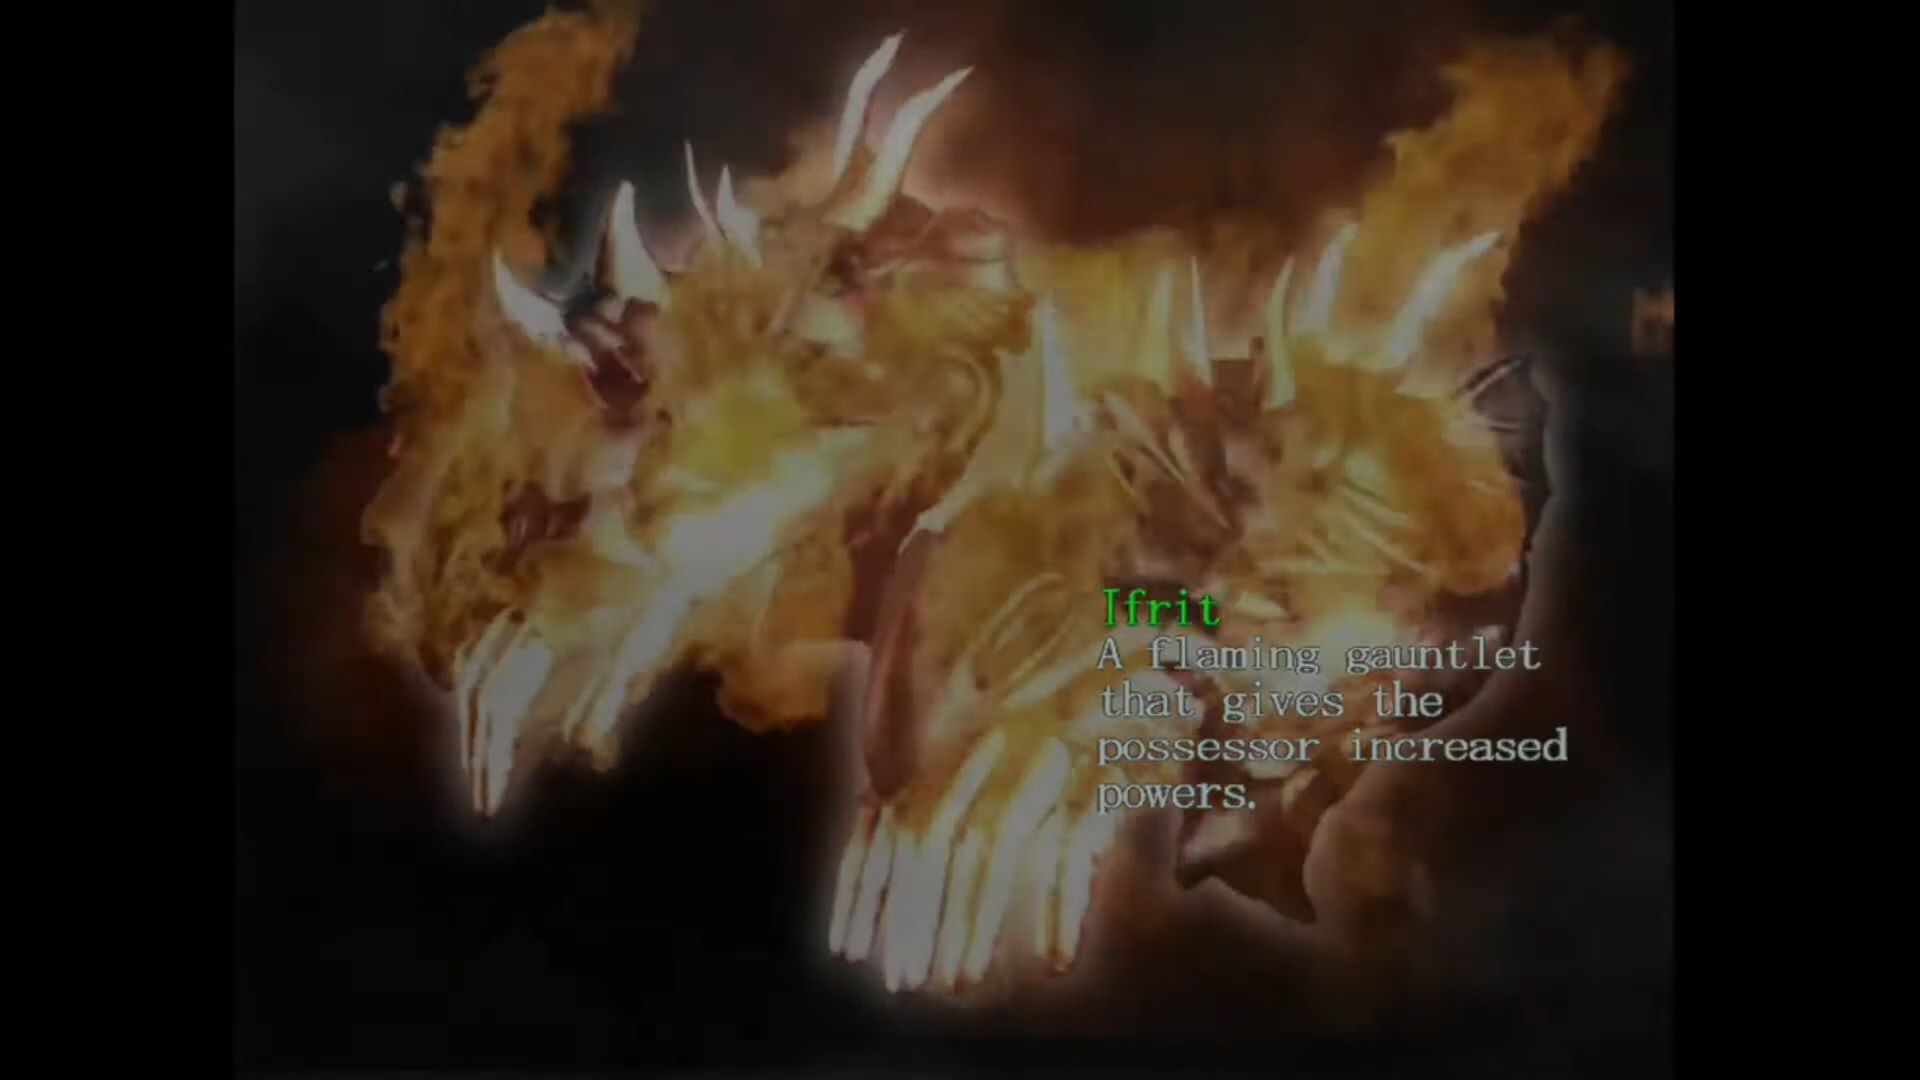 Ifrit
A flaming gauntlet
that gives the
possessor increased
powers.